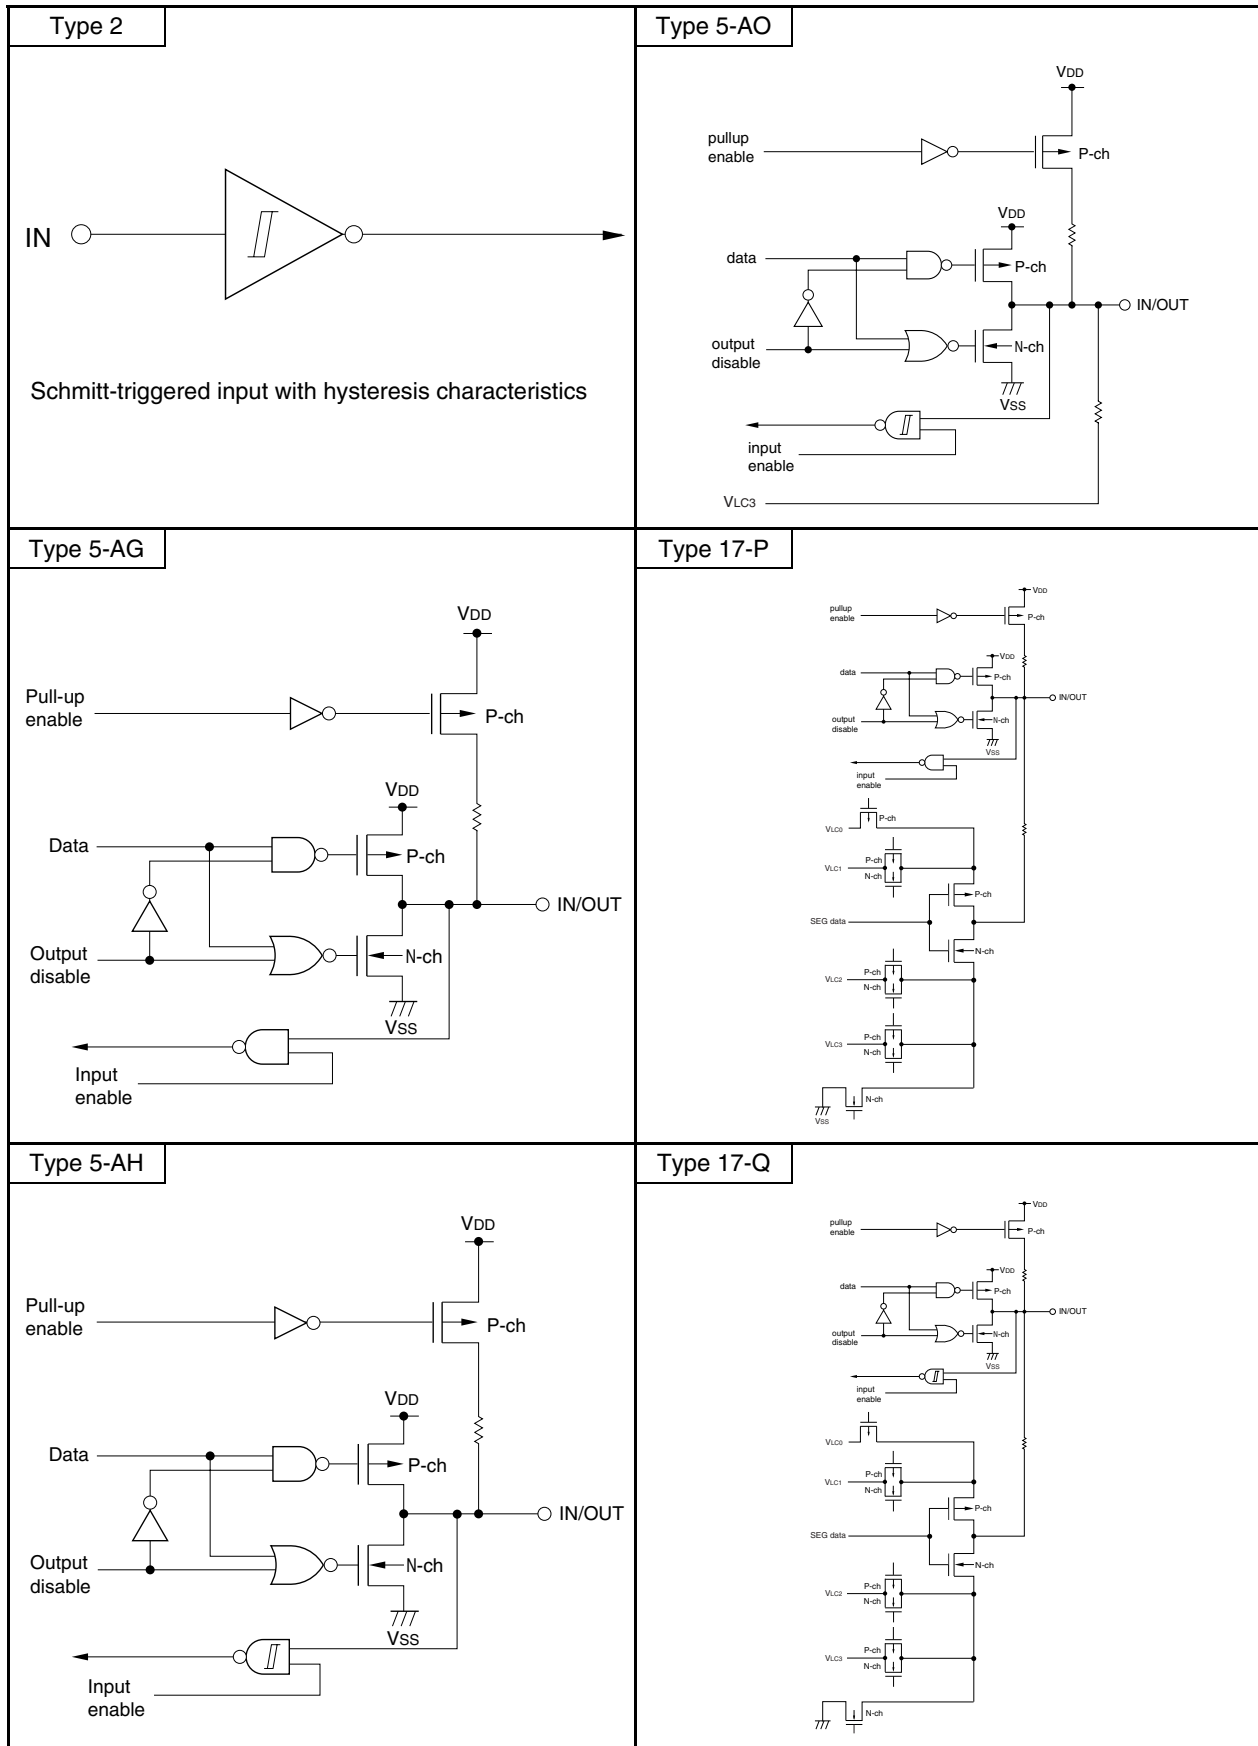 Type 2
IN
Schmitt-triggered input with hysteresis characteristics
Type 5-AO
VDD
pullup
enable
P-ch
VDD
data
P-ch
IN/OUT
output
disable
N-ch
VSS
input
enable
VLC3
Type 5-AG
VDD
Pull-up
enable
P-ch
VDD
Data
P-ch
IN/OUT
Output
disable
N-ch
VSS
Input
enable
Type 17-P
VDD
pullup
enable
P-ch
VDD
data
P-ch
IN/OUT
output
disable
N-ch
VSS
input
enable
P-ch
VLC0
P-ch
VLC1
N-ch
P-ch
SEG data
N-ch
P-ch
VLC2
N-ch
P-ch
VLC3
N-ch
N-ch
VSS
Type 5-AH
VDD
Pull-up
enable
P-ch
VDD
Data
P-ch
IN/OUT
Output
disable
N-ch
VSS
Input
enable
Type 17-Q
VDD
pullup
enable
P-ch
VDD
data
P-ch
IN/OUT
output
disable
N-ch
VSS
input
enable
VLC0
P-ch
VLC1
N-ch
P-ch
SEG data
N-ch
P-ch
VLC2
N-ch
P-ch
VLC3
N-ch
N-ch